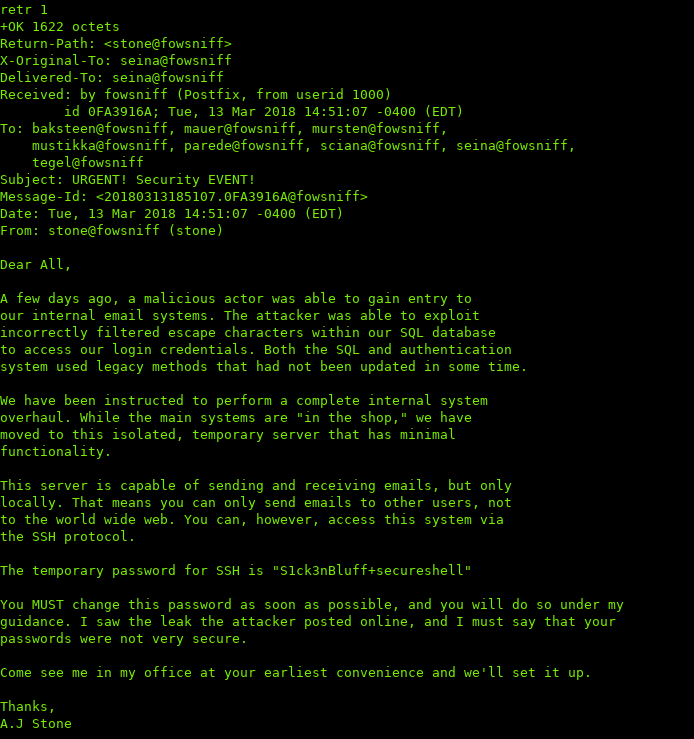 retr 1
+OK 1622 octets
Return-Path: <stone@fowsniff>
X-Original-To: seina@fowsniff
Delivered-To: seina@fowsniff
Received: by fowsniff (Postfix, from userid 1000)
id 0FA3916A; Tue, 13 Mar 2018 14:51:07 -0400 (EDT)
To: baksteen@fowsniff, mauer@fowsniff, mursten@fowsniff,
mustikka@fowsniff, parede@fowsniff, sciana@fowsniff, seina@fowsniff,
tegel@fowsniff
Subject: URGENT! Security EVENT!
Message-Id: <20180313185107.0FA3916A@fowsniff>
Date: Tue, 13 Mar 2018 14:51:07 -0400 (EDT)
From: stone@fowsniff (stone)

Dear All,

A few days ago, a malicious actor was able to gain entry to
our internal email systems. The attacker was able to exploit
incorrectly filtered escape characters within our SQL database
to access our login credentials. Both the SQL and authentication
system used legacy methods that had not been updated in some time.

We have been instructed to perform a complete internal system
overhaul. While the main systems are "in the shop," we have
moved to this isolated, temporary server that has minimal
functionality.

This server is capable of sending and receiving emails, but only
locally. That means you can only send emails to other users, not
to the world wide web. You can, however, access this system via
the SSH protocol.

The temporary password for SSH is "S1ck3nBluff+secureshell"

You MUST change this password as soon as possible, and you will do so under my
guidance. I saw the leak the attacker posted online, and I must say that your
passwords were not very secure.

Come see me in my office at your earliest convenience and we'll set it up.

Thanks,
A.J Stone